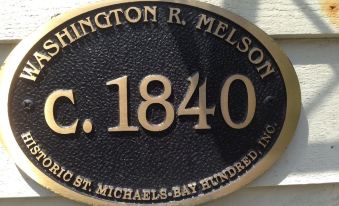 WASHINGTON R. MELSON
C. 1840
HISTORIC ST. MICHAELS-BAY HUNDRED, INC.